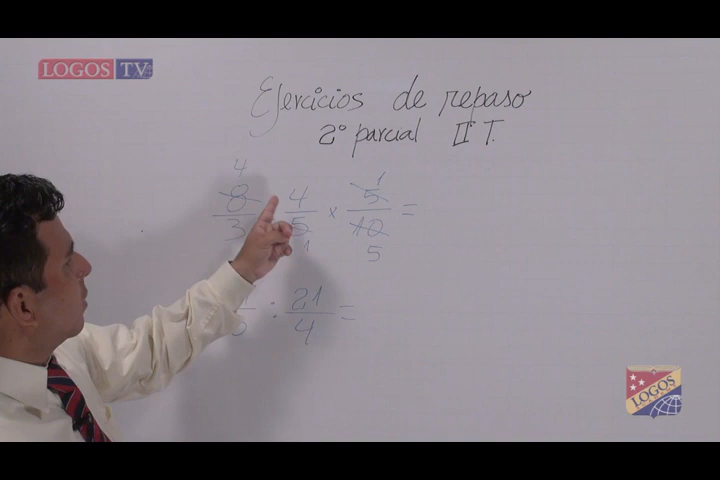 LOGOS TV
Ejercicios de repaso
2° parcial II T.
4 1
8 4 × 5 =
3 5 10
1 5
: 21 =
5 4
LOGOS